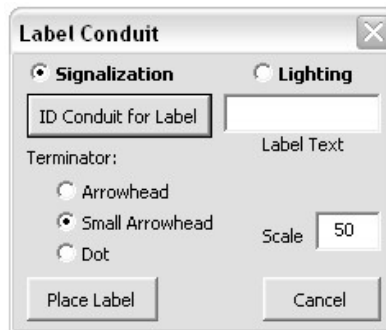 Label Conduit
Signalization Lighting
ID Conduit for Label
Label Text
Terminator:
Arrowhead
Small Arrowhead
Scale 50
Dot
Place Label Cancel